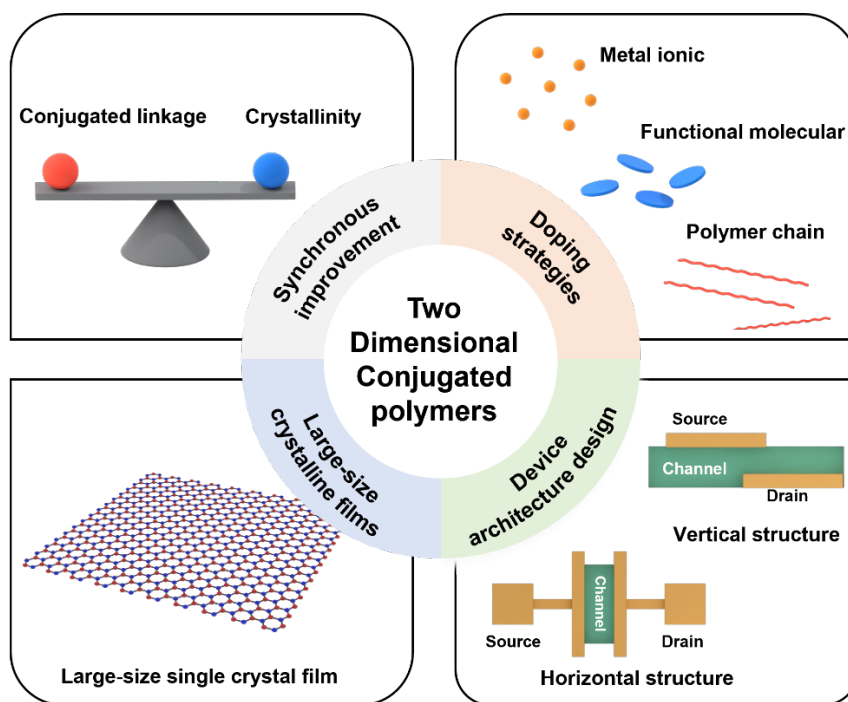 Conjugated linkage
Crystallinity
Metal ionic
Functional molecular
Polymer chain
Synchronous
improvement
Doping
strategies
Two
Dimensional
Conjugated
polymers
Large-size
crystalline films
Device
architecture design
Large-size single crystal film
Source
Channel
Drain
Vertical structure
Channel
Source
Drain
Horizontal structure